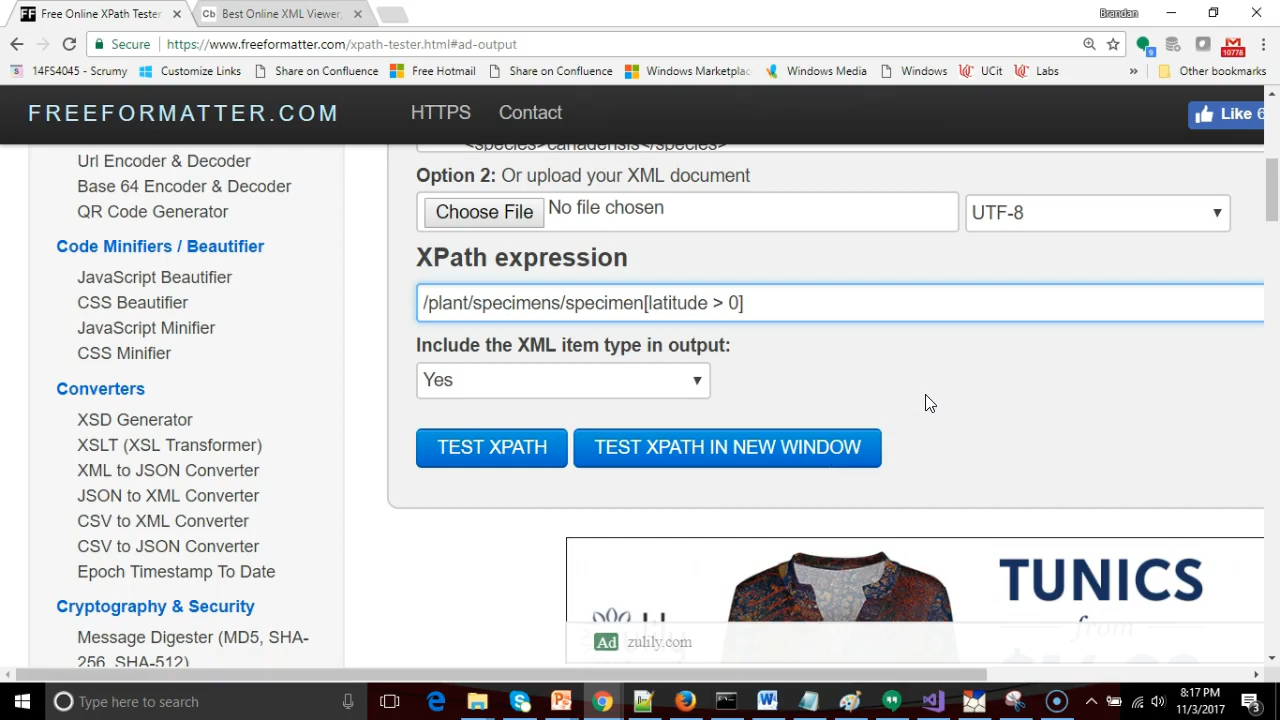 FF Free Online XPath Tester
Cb Best Online XML Viewer,
Brandan
Secure
https://www.freeformatter.com/xpath-tester.html#ad-output
9
10778
S 14FS4045 - Scrumy
Customize Links
Share on Confluence
Free Hotmail
Share on Confluence
Windows Marketplac
Windows Media
Windows
UCit
Labs
»
Other bookmarks
FREEFORMATTER.COM
HTTPS
Contact
Like 6
<species>canadensis</species>
Url Encoder & Decoder
Base 64 Encoder & Decoder
QR Code Generator
Code Minifiers / Beautifier
JavaScript Beautifier
CSS Beautifier
JavaScript Minifier
CSS Minifier
Converters
XSD Generator
XSLT (XSL Transformer)
XML to JSON Converter
JSON to XML Converter
CSV to XML Converter
CSV to JSON Converter
Epoch Timestamp To Date
Cryptography & Security
Message Digester (MD5, SHA-
256, SHA-512)
Option 2: Or upload your XML document
Choose File No file chosen
UTF-8
XPath expression
/plant/specimens/specimen[latitude > 0]
Include the XML item type in output:
Yes
TEST XPATH
TEST XPATH IN NEW WINDOW
TUNICS
from
Ad zulily.com
Type here to search
8:17 PM
11/3/2017
3